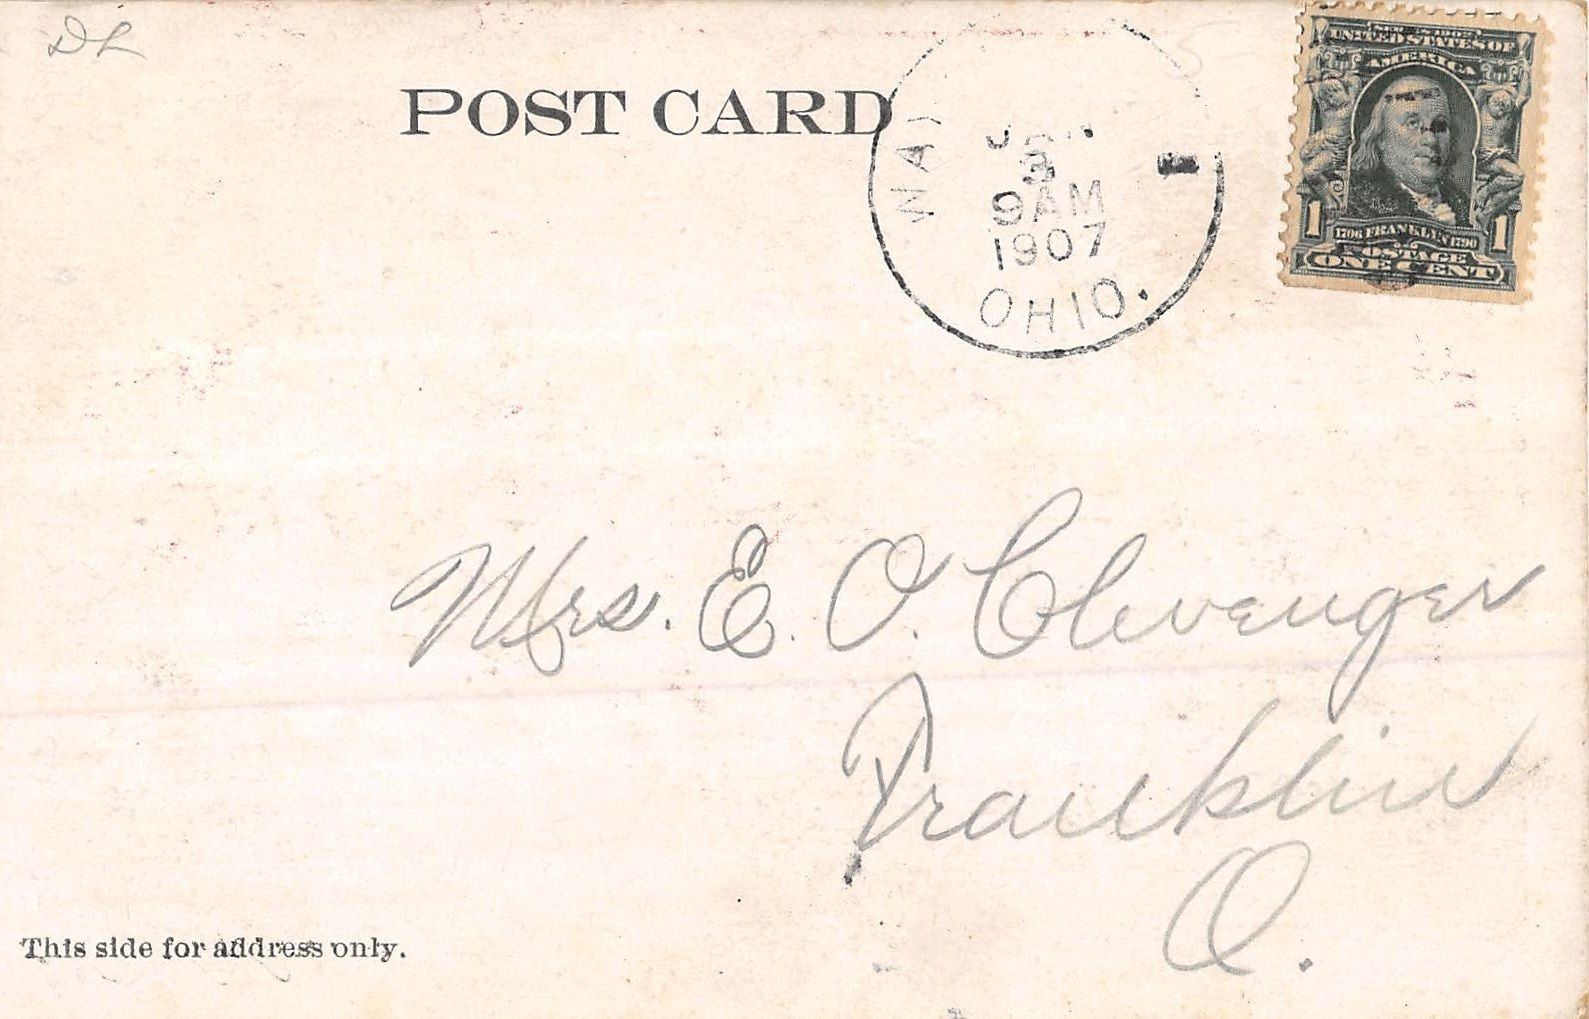 DL
POST CARD
WA
3
9AM
1907
OHIO.
UNITED STATES OF
AMERICA
1 1706 FRANKLIN 1790 1
POSTAGE
ONE CENT
Mrs. E. O. Clevenger
Franklin
O.
This side for address only.